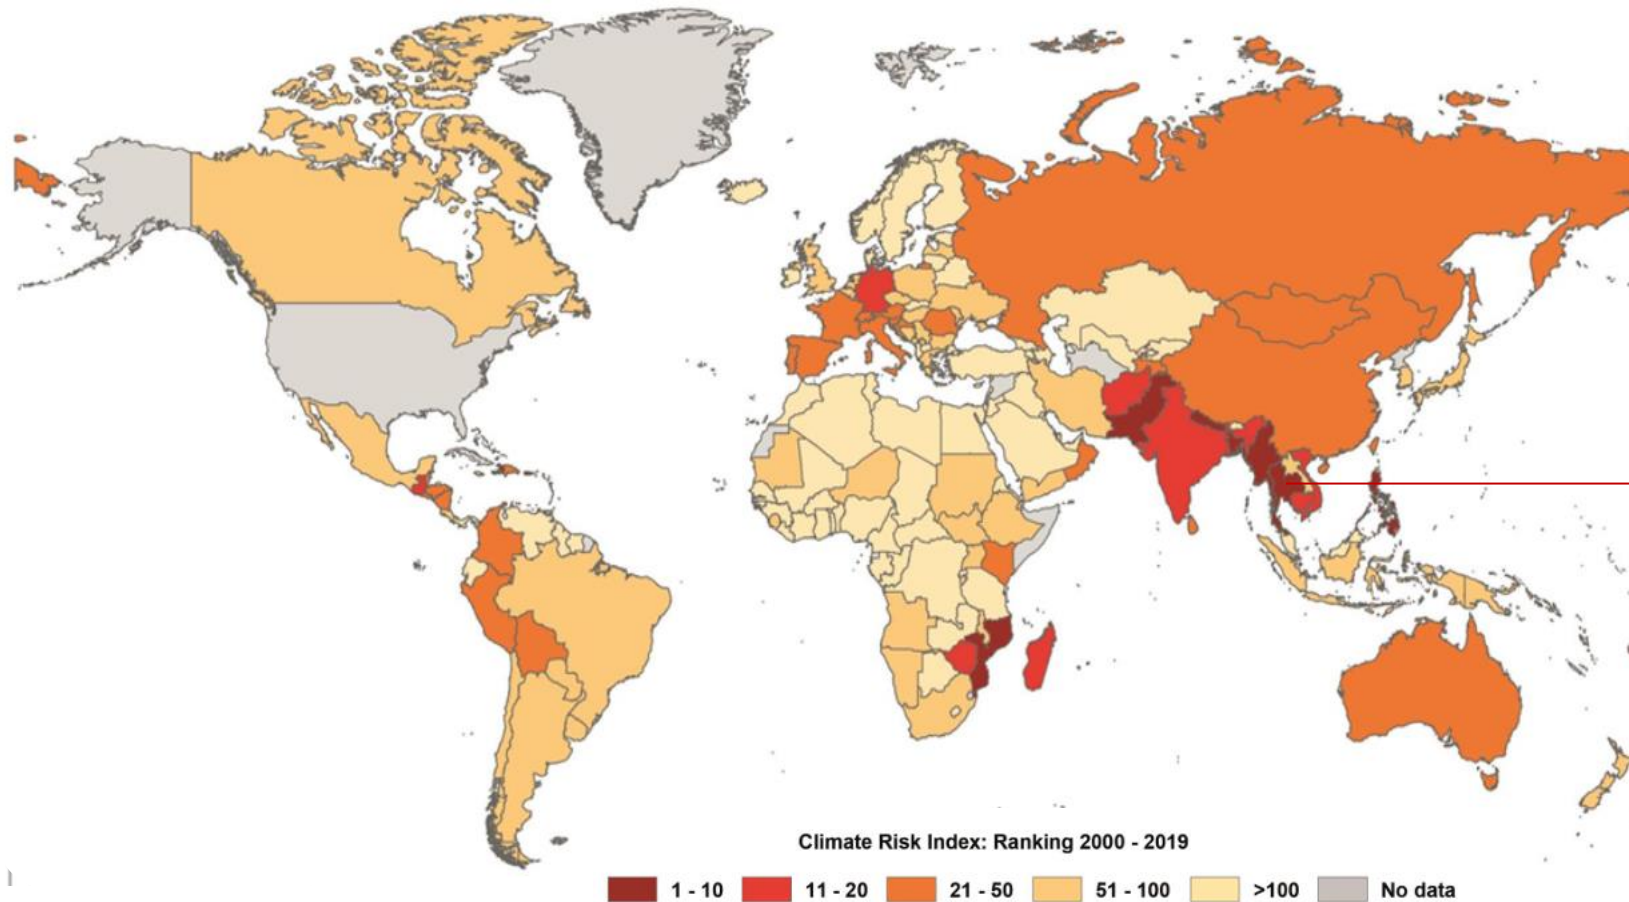 Climate Risk Index: Ranking 2000 - 2019
1 - 10 11 - 20 21 - 50 51 - 100 >100 No data